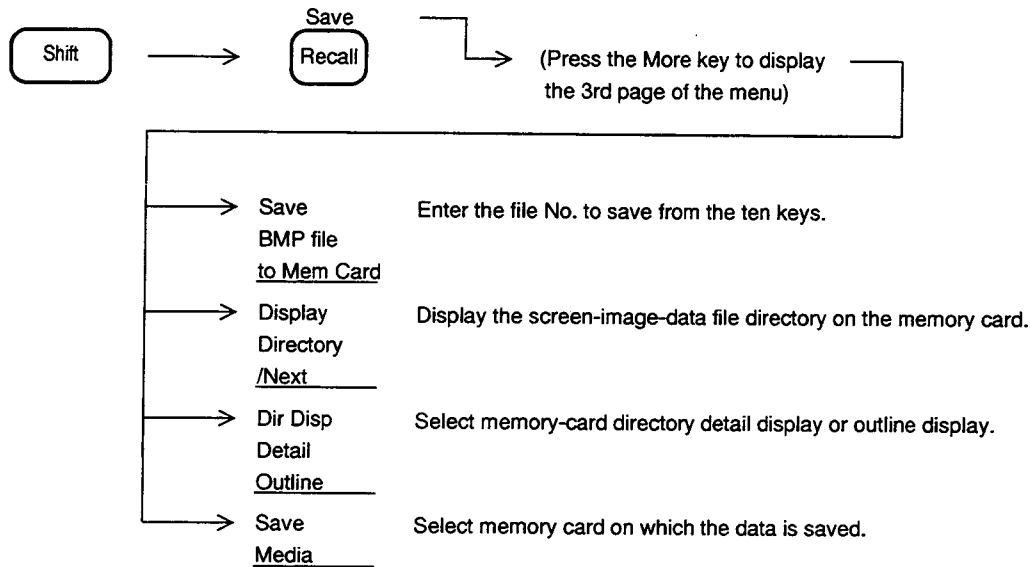 Save
Shift
Recall
(Press the More key to display
the 3rd page of the menu)
Save
BMP file
to Mem Card
Enter the file No. to save from the ten keys.
Display
Directory
/Next
Display the screen-image-data file directory on the memory card.
Dir Disp
Detail
Outline
Select memory-card directory detail display or outline display.
Save
Media
Select memory card on which the data is saved.